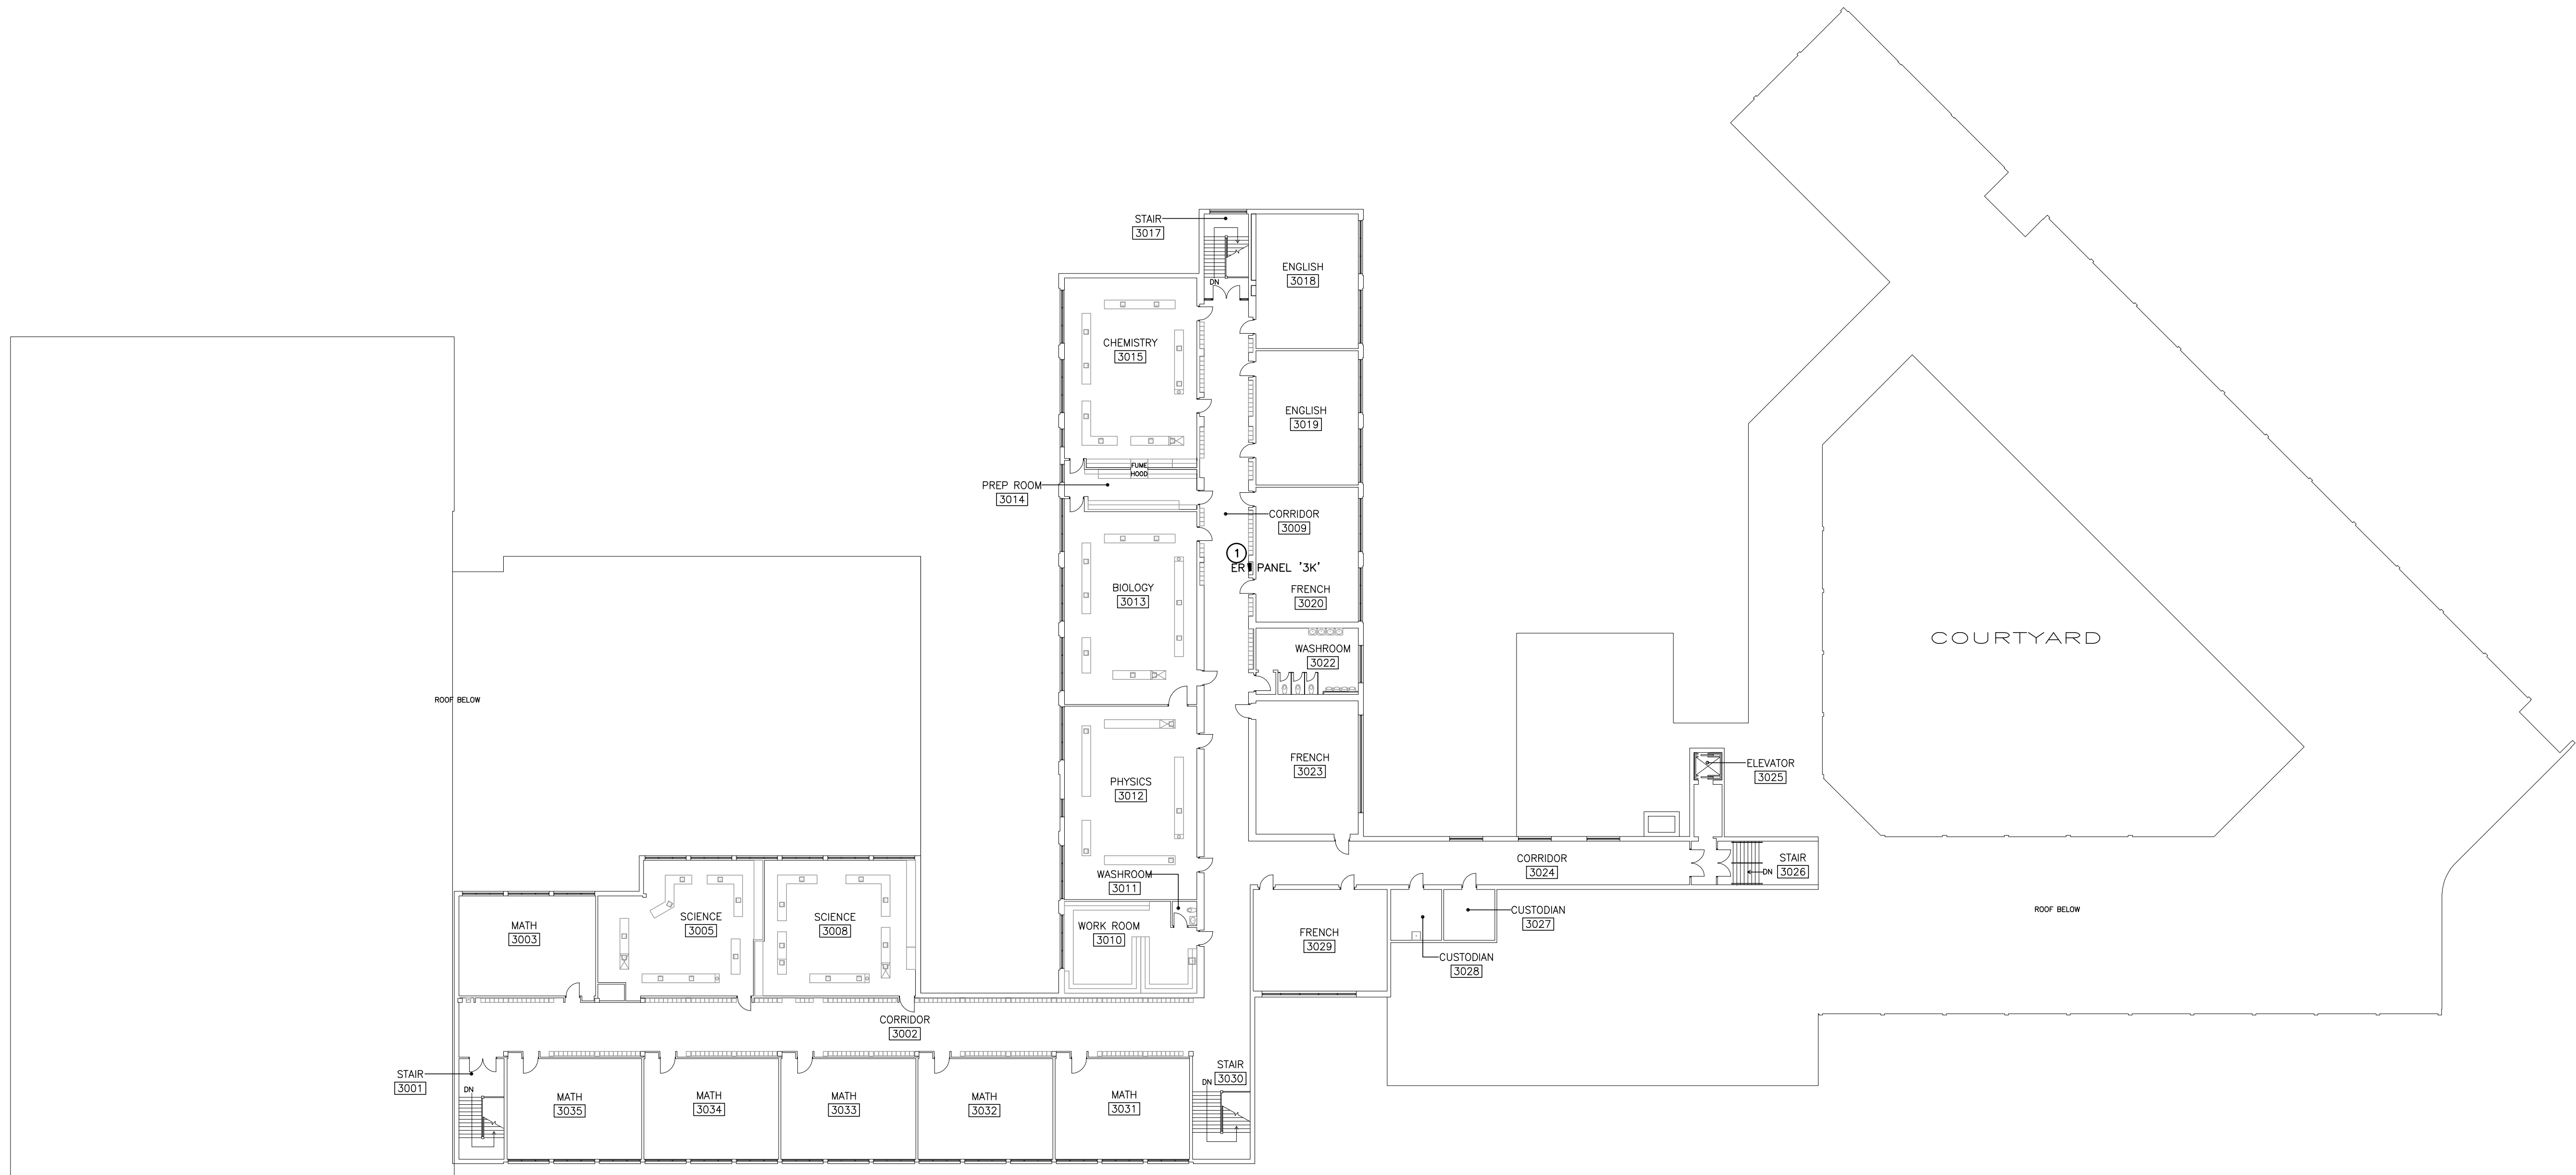 STAIR
3017
DN
ENGLISH
3018
CHEMISTRY
3015
ENGLISH
3019
FUME
HOOD
PREP ROOM
3014
CORRIDOR
3009
1
PANEL '3K'
BIOLOGY
3013
FRENCH
3020
COURTYARD
WASHROOM
3022
ROOF BELOW
FRENCH
3023
PHYSICS
3012
ELEVATOR
3025
CORRIDOR
3024
STAIR
3026
DN
WASHROOM
3011
SCIENCE
3005
SCIENCE
3008
MATH
3003
WORK ROOM
3010
FRENCH
3029
CUSTODIAN
3027
ROOF BELOW
CUSTODIAN
3028
CORRIDOR
3002
STAIR
3001
DN
STAIR
3030
DN
MATH
3035
MATH
3034
MATH
3033
MATH
3032
MATH
3031